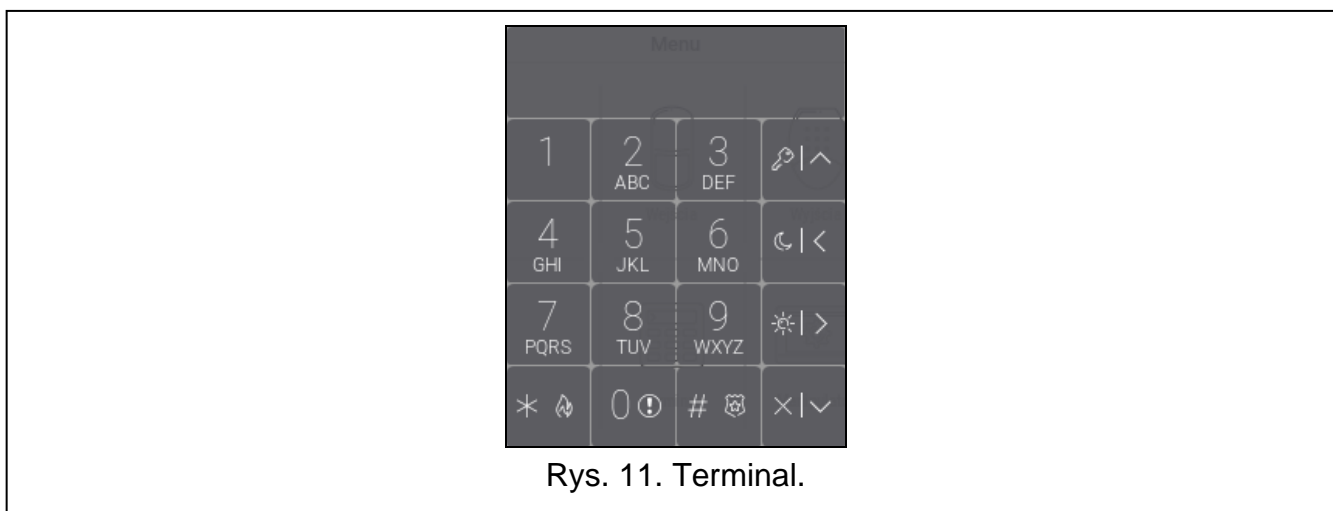 Menu
1 2 3
ABC DEF
4 5 6
GHI JKL MNO
7 8 9
PQRS TUV WXYZ
* 0 #
Rys. 11. Terminal.